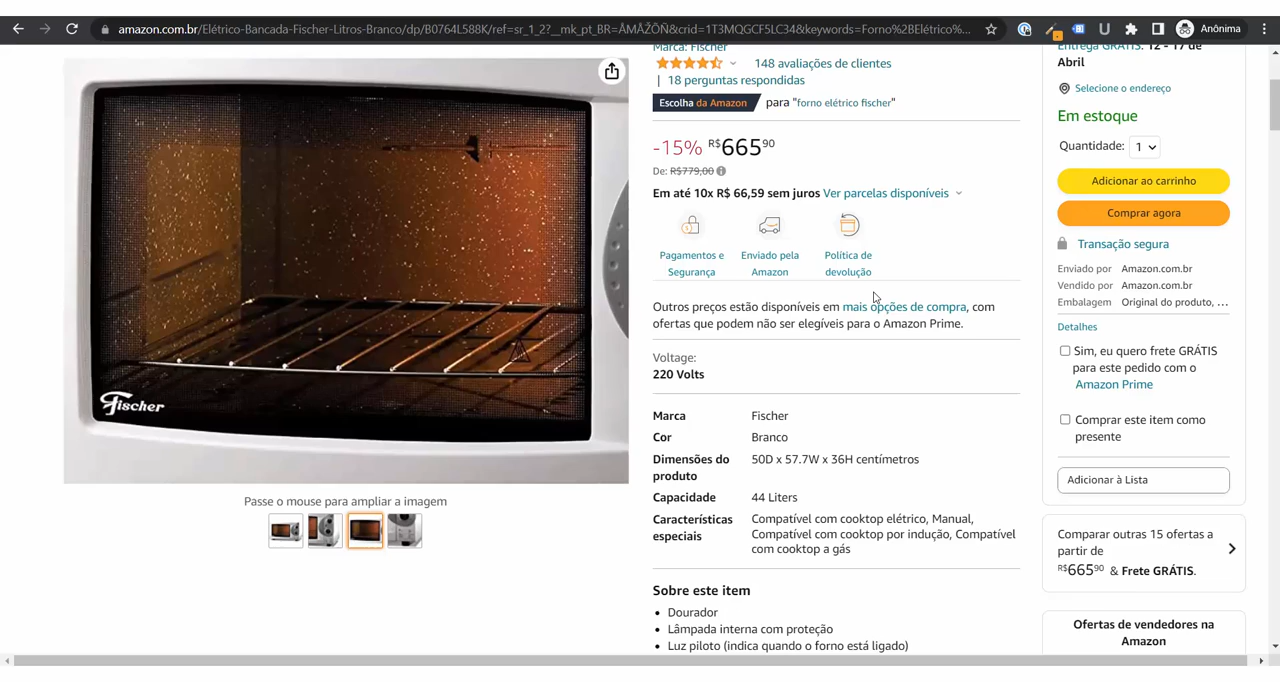 amazon.com.br/Elétrico-Bancada-Fischer-Litros-Branco/dp/B0764L588K/ref=sr_1_2?__mk_pt_BR=ÅMÅŽÕÑ&crid=1T3MQGCF5LC34&keywords=Forno%2BElétrico%2...
Anônima
Marca: Fischer
148 avaliações de clientes
| 18 perguntas respondidas
Escolha da Amazon para "forno elétrico fischer"
-15% R$66590
De: R$779,00
Em até 10x R$ 66,59 sem juros Ver parcelas disponíveis
Pagamentos e
Segurança
Enviado pela
Amazon
Política de
devolução
Outros preços estão disponíveis em mais opções de compra, com
ofertas que podem não ser elegíveis para o Amazon Prime.
Voltage:
220 Volts
Marca Fischer
Cor Branco
Dimensões do 50D x 57.7W x 36H centímetros
produto
Capacidade 44 Liters
Características Compatível com cooktop elétrico, Manual,
especiais Compatível com cooktop por indução, Compatível
com cooktop a gás
Sobre este item
• Dourador
• Lâmpada interna com proteção
• Luz piloto (indica quando o forno está ligado)
Fischer
Passe o mouse para ampliar a imagem
Entrega GRÁTIS: 12 - 17 de
Abril
Selecione o endereço
Em estoque
Quantidade: 1
Adicionar ao carrinho
Comprar agora
Transação segura
Enviado por Amazon.com.br
Vendido por Amazon.com.br
Embalagem Original do produto, ...
Detalhes
Sim, eu quero frete GRÁTIS
para este pedido com o
Amazon Prime
Comprar este item como
presente
Adicionar à Lista
Comparar outras 15 ofertas a
partir de
R$66590 & Frete GRÁTIS.
Ofertas de vendedores na
Amazon